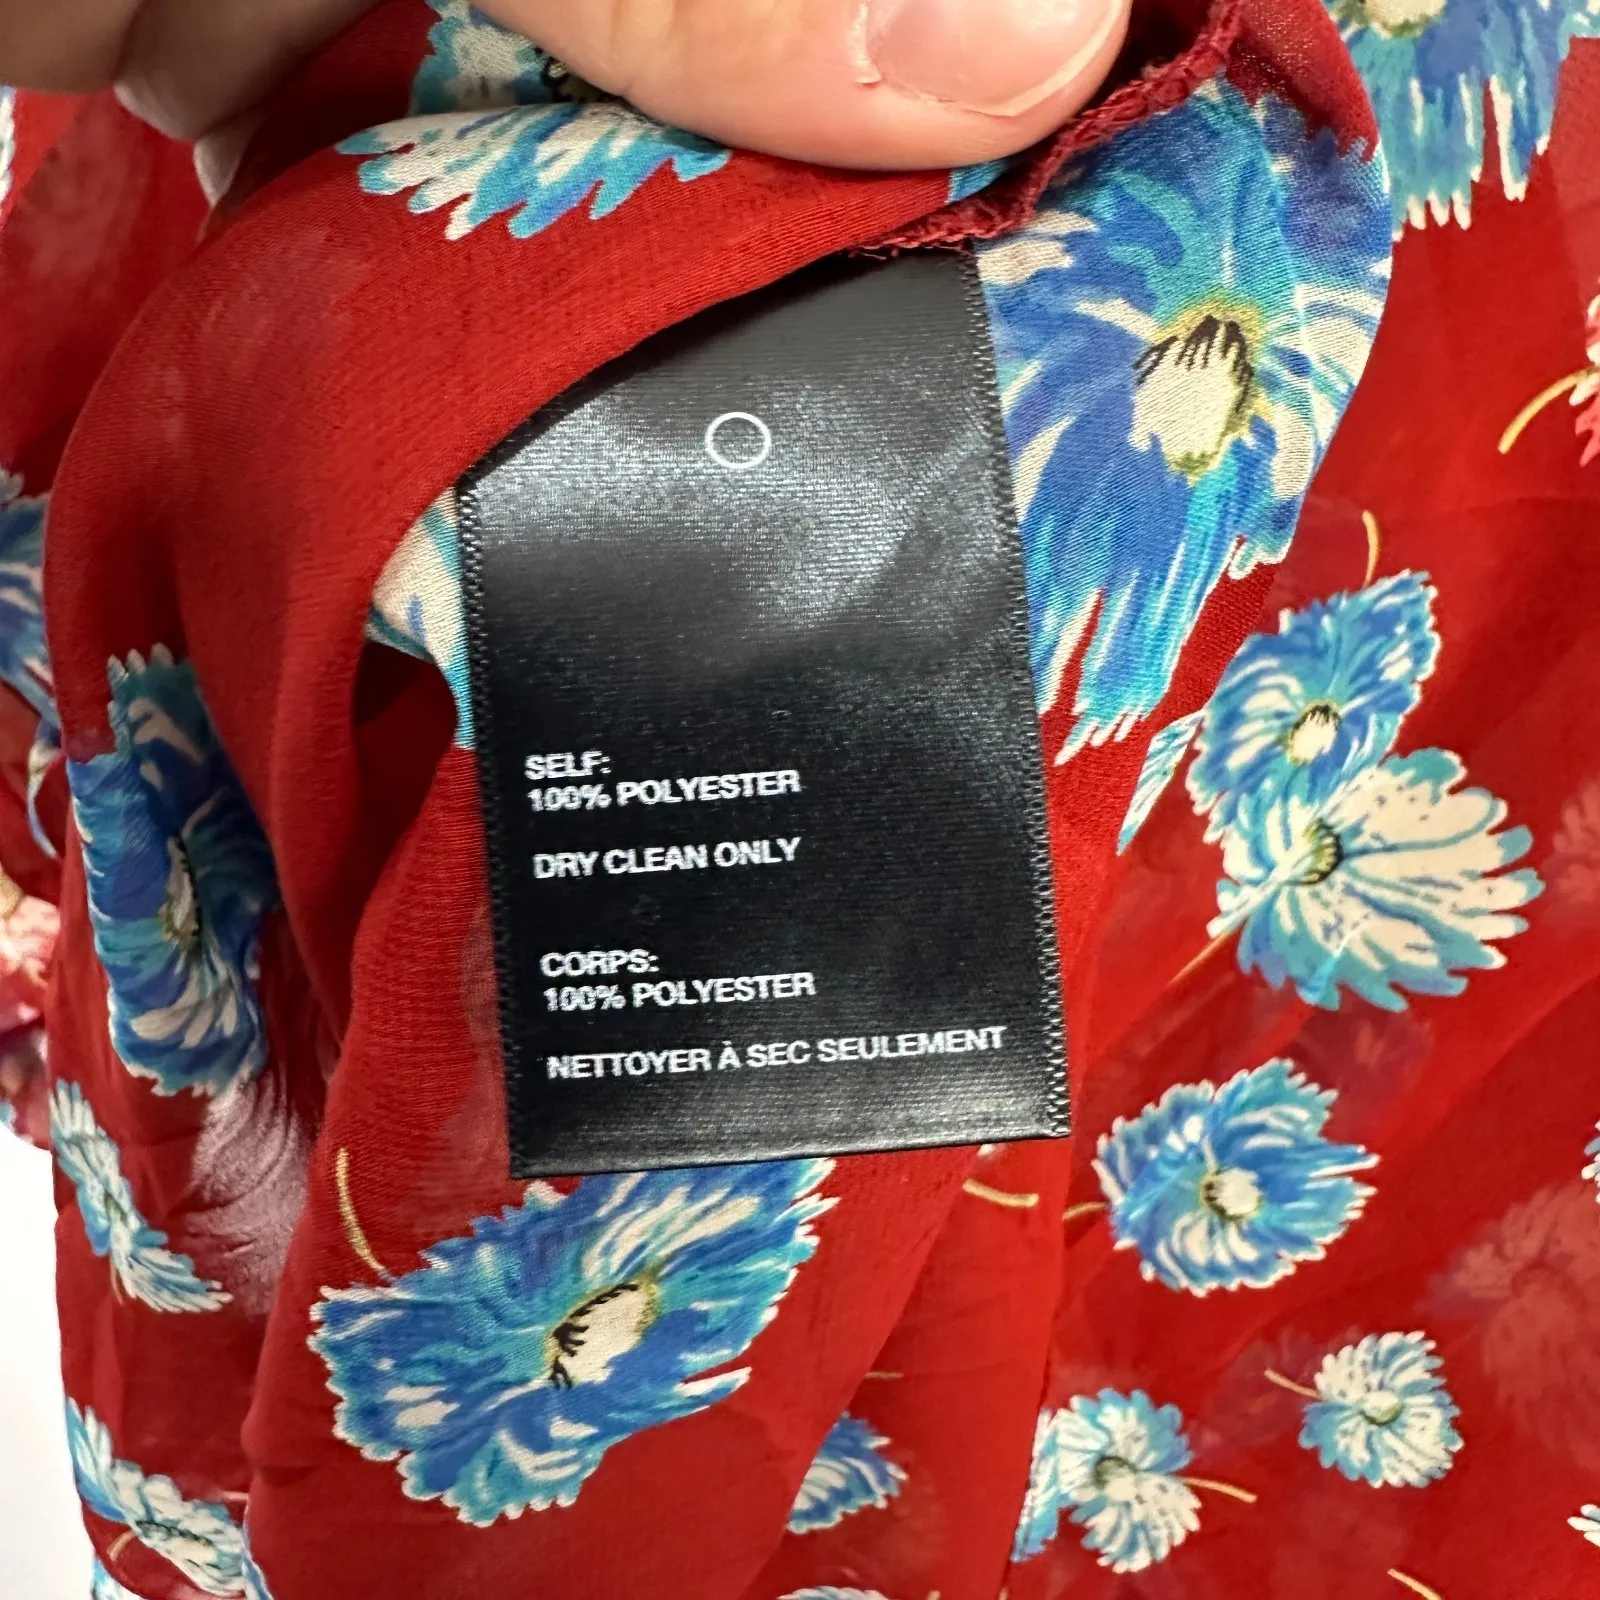 SELF:
100% POLYESTER
DRY CLEAN ONLY
CORPS:
100% POLYESTER
NETTOYER À SEC SEULEMENT